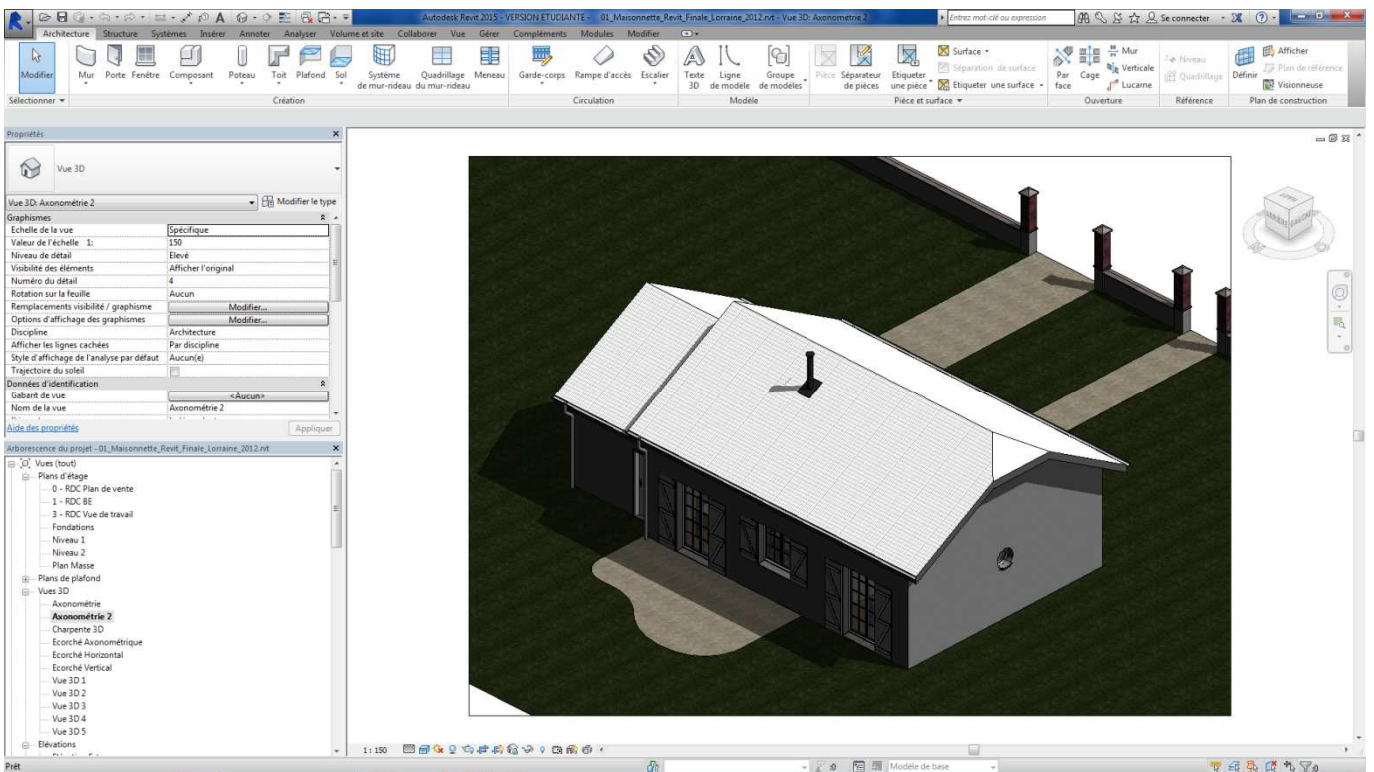 Autodesk Revit 2015 - VERSION ETUDIANTE - 01_Maisonnette_Revit_Finale_Lorraine_2012.rvt - Vue 3D: Axonométrie 2
Entrez mot-clé ou expression
Se connecter
Architecture Structure Systèmes Insérer Annoter Analyser Volume et site Collaborer Vue Gérer Compléments Modules Modifier
Modifier Mur Porte Fenêtre Composant Poteau Toit Plafond Sol Système de mur-rideau Quadrillage du mur-rideau Meneau Garde-corps Rampe d'accès Escalier Texte 3D Ligne de modèle Groupe de modèles Pièce Séparateur de pièces Etiqueter une pièce
Surface
Séparation de surface
Etiqueter une surface
Par face Cage
Mur
Verticale
Lucarne
Niveau
Quadrillage
Définir
Afficher
Plan de référence
Visionneuse
Sélectionner Création Circulation Modèle Pièce et surface Ouverture Référence Plan de construction
Propriétés
Vue 3D
Vue 3D: Axonométrie 2 Modifier le type
Graphismes
Echelle de la vue Spécifique
Valeur de l'échelle 1: 150
Niveau de détail Elevé
Visibilité des éléments Afficher l'original
Numéro du détail 4
Rotation sur la feuille Aucun
Remplacements visibilité / graphisme Modifier...
Options d'affichage des graphismes Modifier...
Discipline Architecture
Afficher les lignes cachées Par discipline
Style d'affichage de l'analyse par défaut Aucun(e)
Trajectoire du soleil
Données d'identification
Gabarit de vue <Aucun>
Nom de la vue Axonométrie 2
Aide des propriétés Appliquer
Arborescence du projet - 01_Maisonnette_Revit_Finale_Lorraine_2012.rvt
Vues (tout)
Plans d'étage
0 - RDC Plan de vente
1 - RDC BE
3 - RDC Vue de travail
Fondations
Niveau 1
Niveau 2
Plan Masse
Plans de plafond
Vues 3D
Axonométrie
Axonométrie 2
Charpente 3D
Ecorché Axonométrique
Ecorché Horizontal
Ecorché Vertical
Vue 3D 1
Vue 3D 2
Vue 3D 3
Vue 3D 4
Vue 3D 5
Elévations
1 : 150
Prêt
:0
Modèle de base
:0